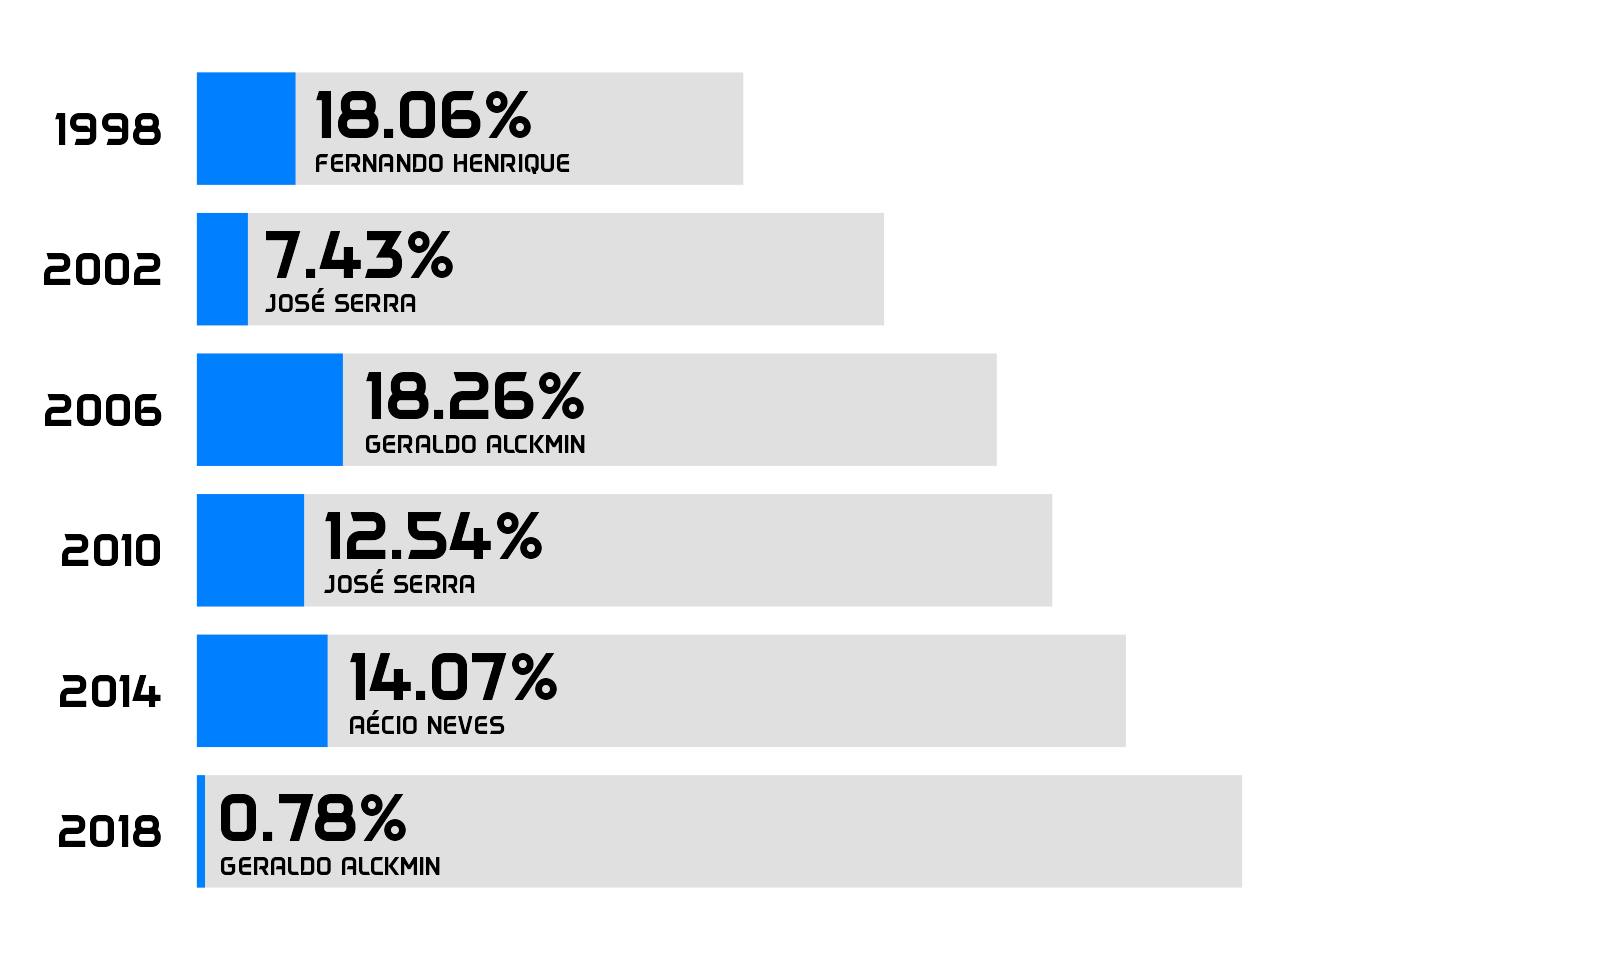 1998
18.06%
FERNANDO HENRIQUE
2002
7.43%
JOSÉ SERRA
2006
18.26%
GERALDO ALCKMIN
2010
12.54%
JOSÉ SERRA
2014
14.07%
AÉCIO NEVES
2018
0.78%
GERALDO ALCKMIN